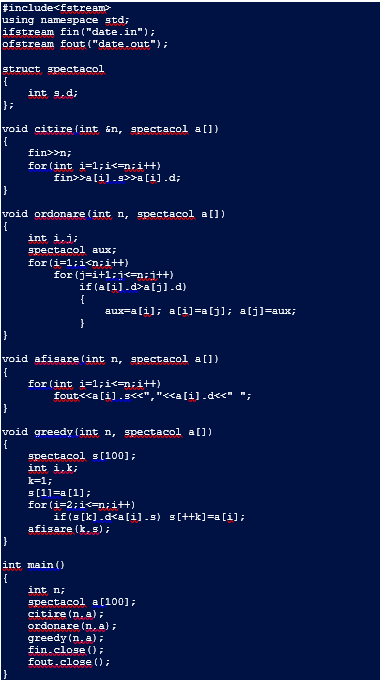 #include<fstream>
using namespace std;
ifstream fin("date.in");
ofstream fout("date.out");
struct spectacol
{
int s,d;
};
void citire(int &n, spectacol a[])
{
fin>>n;
for(int i=1;i<=n;i++)
fin>>a[i].s>>a[i].d;
}
void ordonare(int n, spectacol a[])
{
int i,j;
spectacol aux;
for(i=1;i<n;i++)
for(j=i+1;j<=n;j++)
if(a[i].d>a[j].d)
{
aux=a[i]; a[i]=a[j]; a[j]=aux;
}
}
void afisare(int n, spectacol a[])
{
for(int i=1;i<=n;i++)
fout<<a[i].s<<","<<a[i].d<<" ";
}
void greedy(int n, spectacol a[])
{
spectacol s[100];
int i,k;
k=1;
s[1]=a[1];
for(i=2;i<=n;i++)
if(s[k].d<a[i].s) s[++k]=a[i];
afisare(k,s);
}
int main()
{
int n;
spectacol a[100];
citire(n,a);
ordonare(n,a);
greedy(n,a);
fin.close();
fout.close();
}